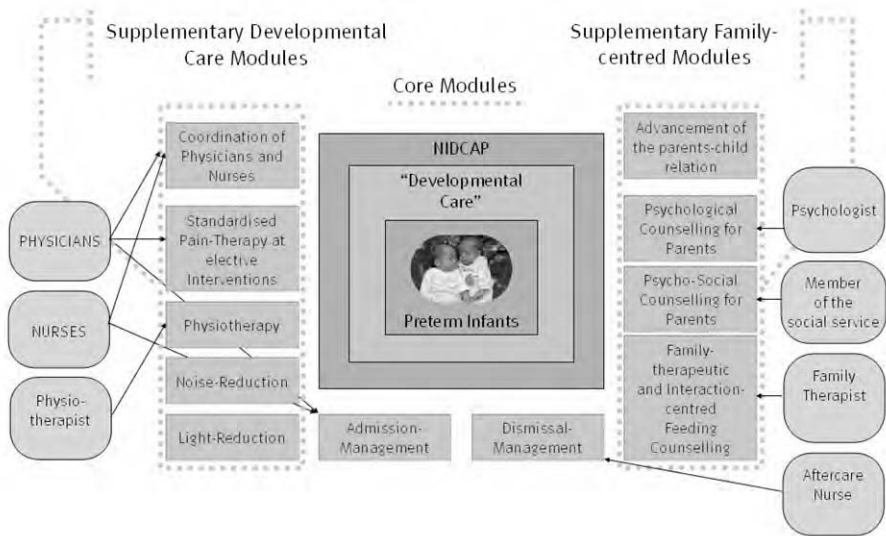 Supplementary Developmental
Care Modules
Supplementary Family-
centred Modules
Core Modules
Coordination of
Physicians and
Nurses
Standardised
Pain-Therapy at
elective
Interventions
Physiotherapy
Noise-Reduction
Light-Reduction
PHYSICIANS
NURSES
Physio-
therapist
NIDCAP
“Developmental
Care”
Preterm Infants
Admission-
Management
Dismissal-
Management
Advancement of
the parents-child
relation
Psychological
Counselling for
Parents
Psycho-Social
Counselling for
Parents
Family-
therapeutic
and Interaction-
centred
Feeding
Counselling
Psychologist
Member
of the
social service
Family
Therapist
Aftercare
Nurse